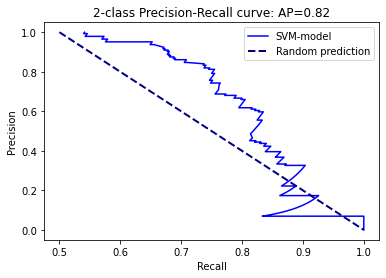 2-class Precision-Recall curve: AP=0.82
SVM-model
Random prediction
Precision
1.0
0.8
0.6
0.4
0.2
0.0
0.5 0.6 0.7 0.8 0.9 1.0
Recall